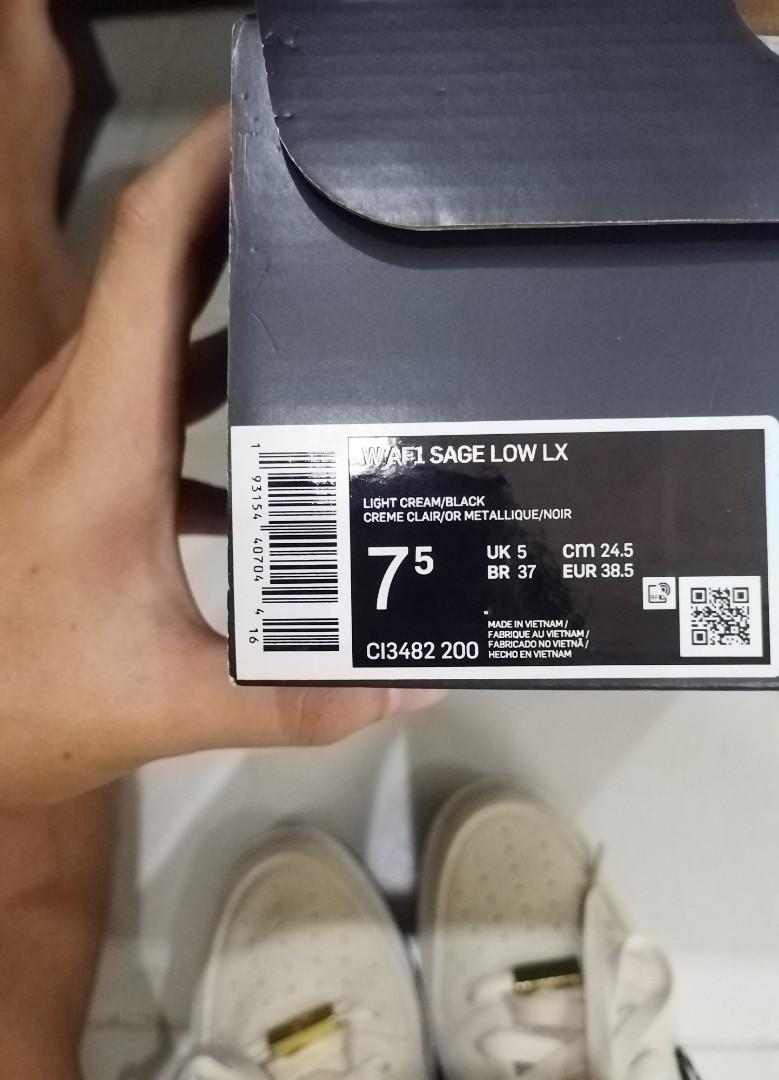 W AF1 SAGE LOW LX
LIGHT CREAM/BLACK
CREME CLAIR/OR METALLIQUE/NOIR
7⁵
UK 5 cm 24.5
BR 37 EUR 38.5
MADE IN VIETNAM /
FABRIQUE AU VIETNAM /
FABRICADO NO VIETNÃ /
HECHO EN VIETNAM
CI3482 200
1 93154 40704 4 16